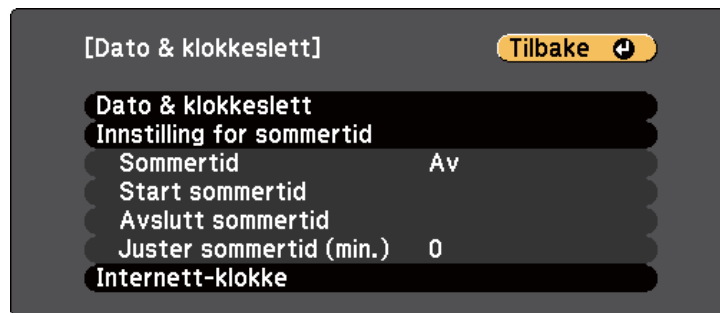 [Dato & klokkeslett] Tilbake
Dato & klokkeslett
Innstilling for sommertid
Sommertid Av
Start sommertid
Avslutt sommertid
Juster sommertid (min.) 0
Internett-klokke